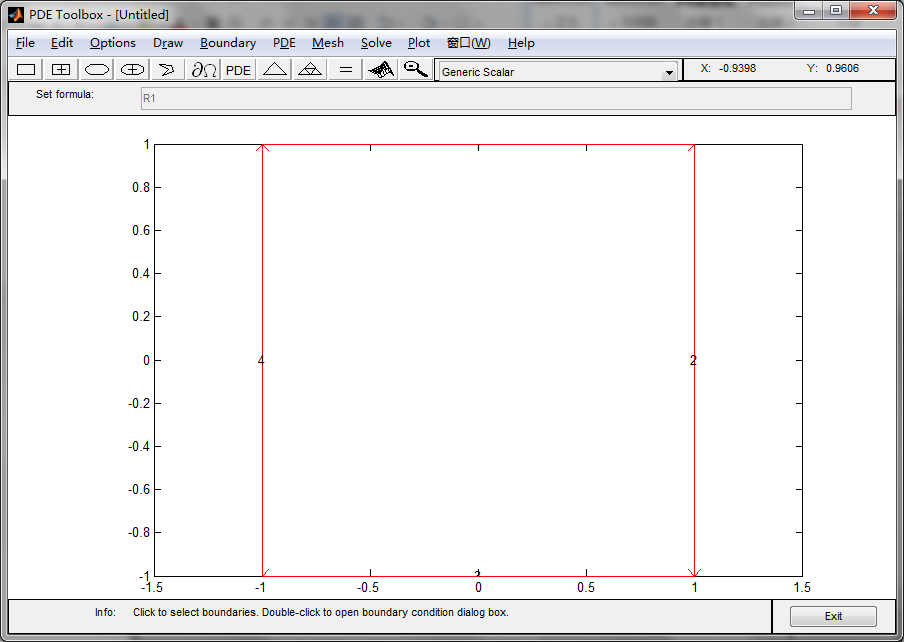 PDE Toolbox - [Untitled]
File Edit Options Draw Boundary PDE Mesh Solve Plot 窗口(W) Help
∂Ω PDE = Generic Scalar X: -0.9398 Y: 0.9606
Set formula: R1
1
0.8
0.6
0.4
0.2
0
-0.2
-0.4
-0.6
-0.8
-1
4 2
-1.5 -1 -0.5 0 0.5 1 1.5
Info: Click to select boundaries. Double-click to open boundary condition dialog box. Exit